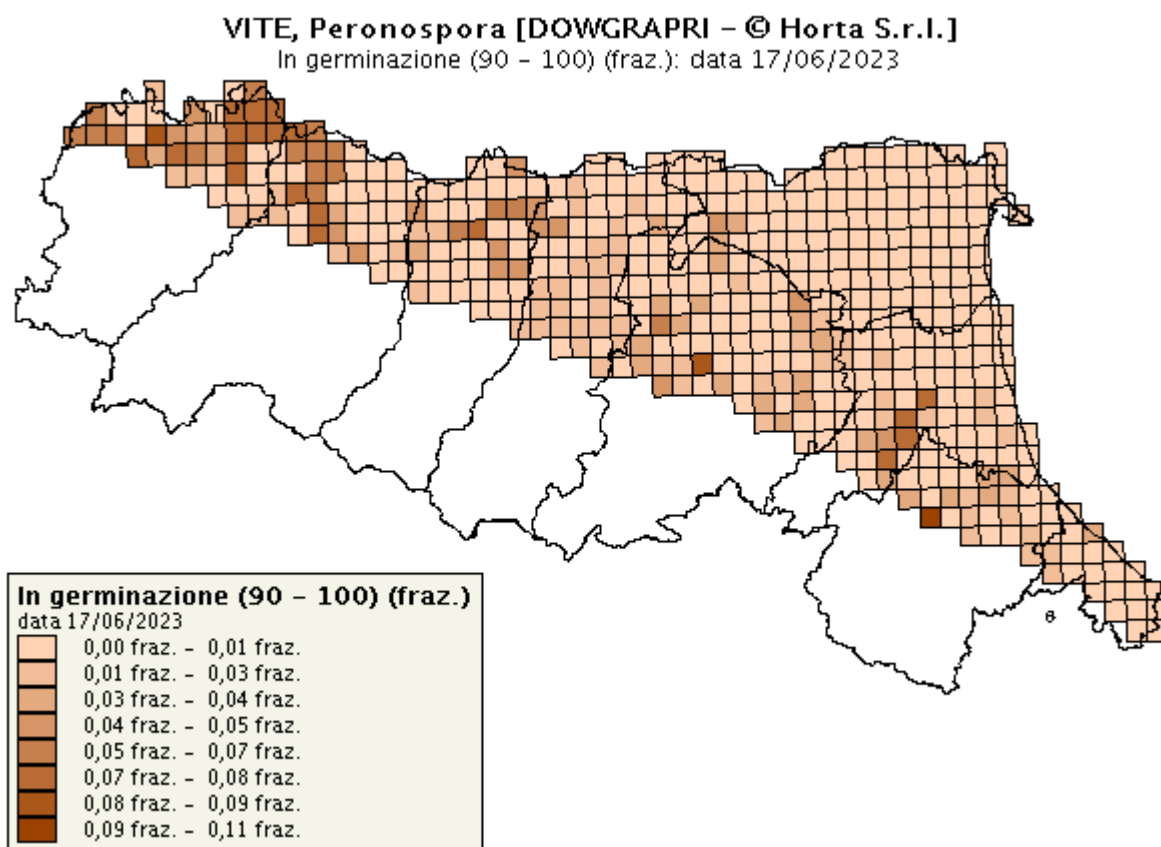 VITE, Peronospora [DOWGRAPRI – © Horta S.r.l.]
In germinazione (90 – 100) (fraz.): data 17/06/2023
In germinazione (90 – 100) (fraz.)
data 17/06/2023
0,00 fraz. – 0,01 fraz.
0,01 fraz. – 0,03 fraz.
0,03 fraz. – 0,04 fraz.
0,04 fraz. – 0,05 fraz.
0,05 fraz. – 0,07 fraz.
0,07 fraz. – 0,08 fraz.
0,08 fraz. – 0,09 fraz.
0,09 fraz. – 0,11 fraz.